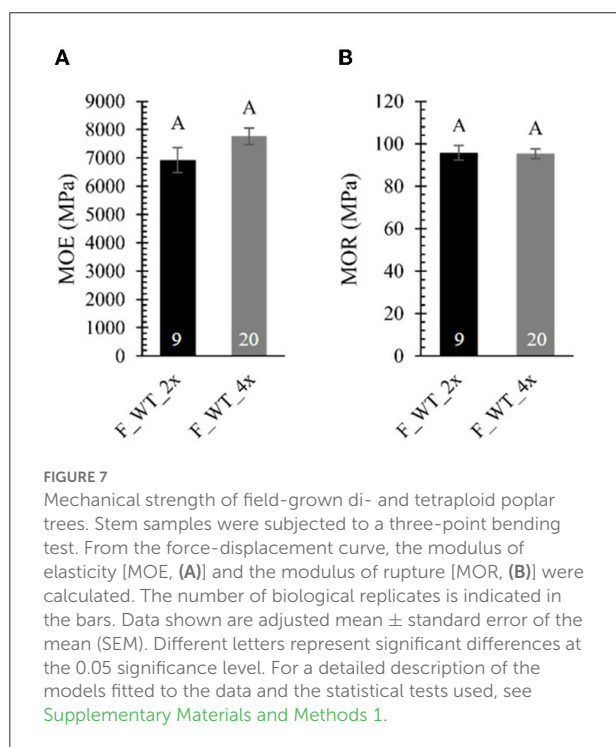 A
B
9000
8000
7000
6000
5000
4000
3000
2000
1000
0
MOE (MPa)
A
A
9
20
F_WT_2x
F_WT_4x
120
100
80
60
40
20
0
MOR (MPa)
A
A
9
20
F_WT_2x
F_WT_4x
FIGURE 7
Mechanical strength of field-grown di- and tetraploid poplar
trees. Stem samples were subjected to a three-point bending
test. From the force-displacement curve, the modulus of
elasticity [MOE, (A)] and the modulus of rupture [MOR, (B)] were
calculated. The number of biological replicates is indicated in
the bars. Data shown are adjusted mean ± standard error of the
mean (SEM). Different letters represent significant differences at
the 0.05 significance level. For a detailed description of the
models fitted to the data and the statistical tests used, see
Supplementary Materials and Methods 1.